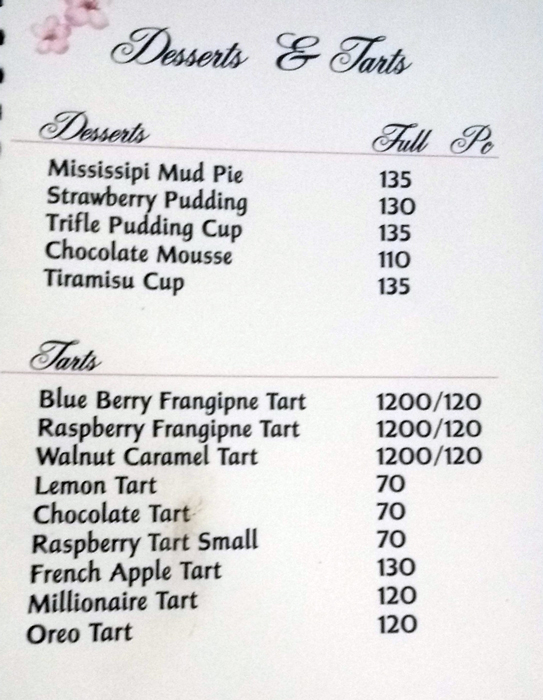 Desserts & Tarts
Desserts Full Pc
Mississipi Mud Pie 135
Strawberry Pudding 130
Trifle Pudding Cup 135
Chocolate Mousse 110
Tiramisu Cup 135
Tarts
Blue Berry Frangipne Tart 1200/120
Raspberry Frangipne Tart 1200/120
Walnut Caramel Tart 1200/120
Lemon Tart 70
Chocolate Tart 70
Raspberry Tart Small 70
French Apple Tart 130
Millionaire Tart 120
Oreo Tart 120